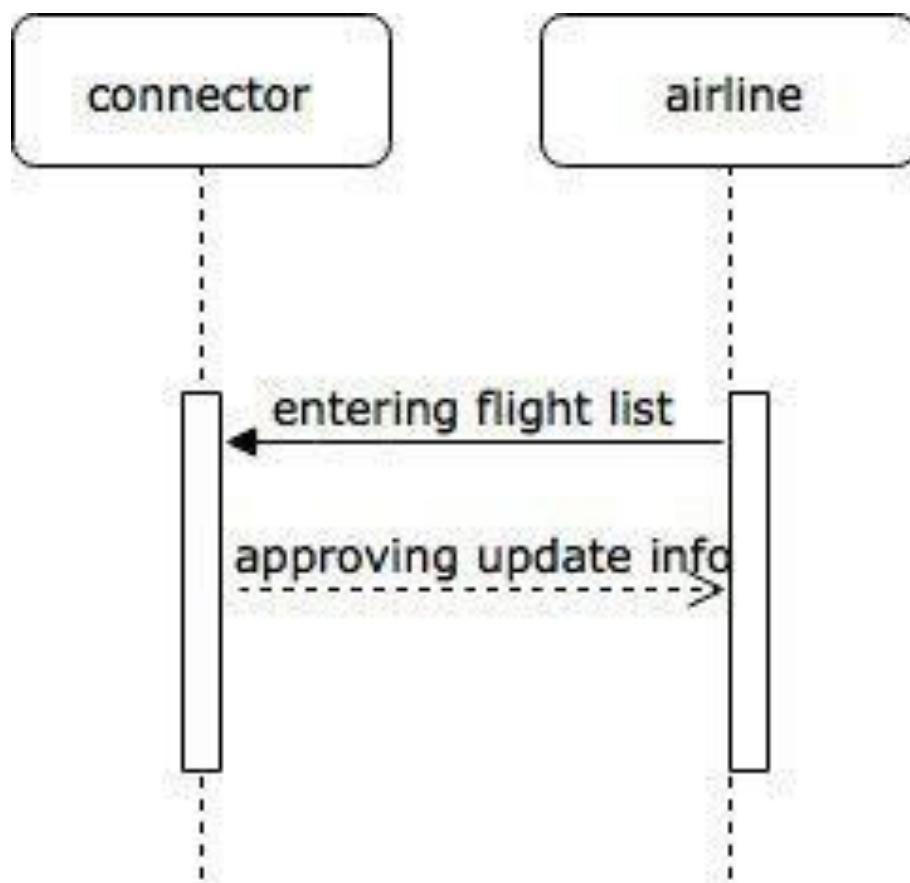 connector
airline
entering flight list
approving update info